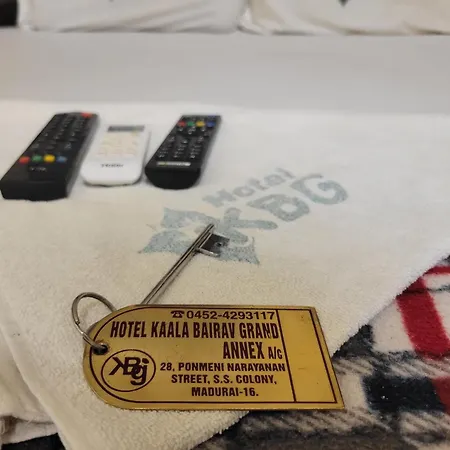 Hotel
KBG
☎0452-4293117
HOTEL KAALA BAIRAV GRAND
ANNEX A/c
KBG
28, PONMENI NARAYANAN
STREET, S.S. COLONY,
MADURAI-16.